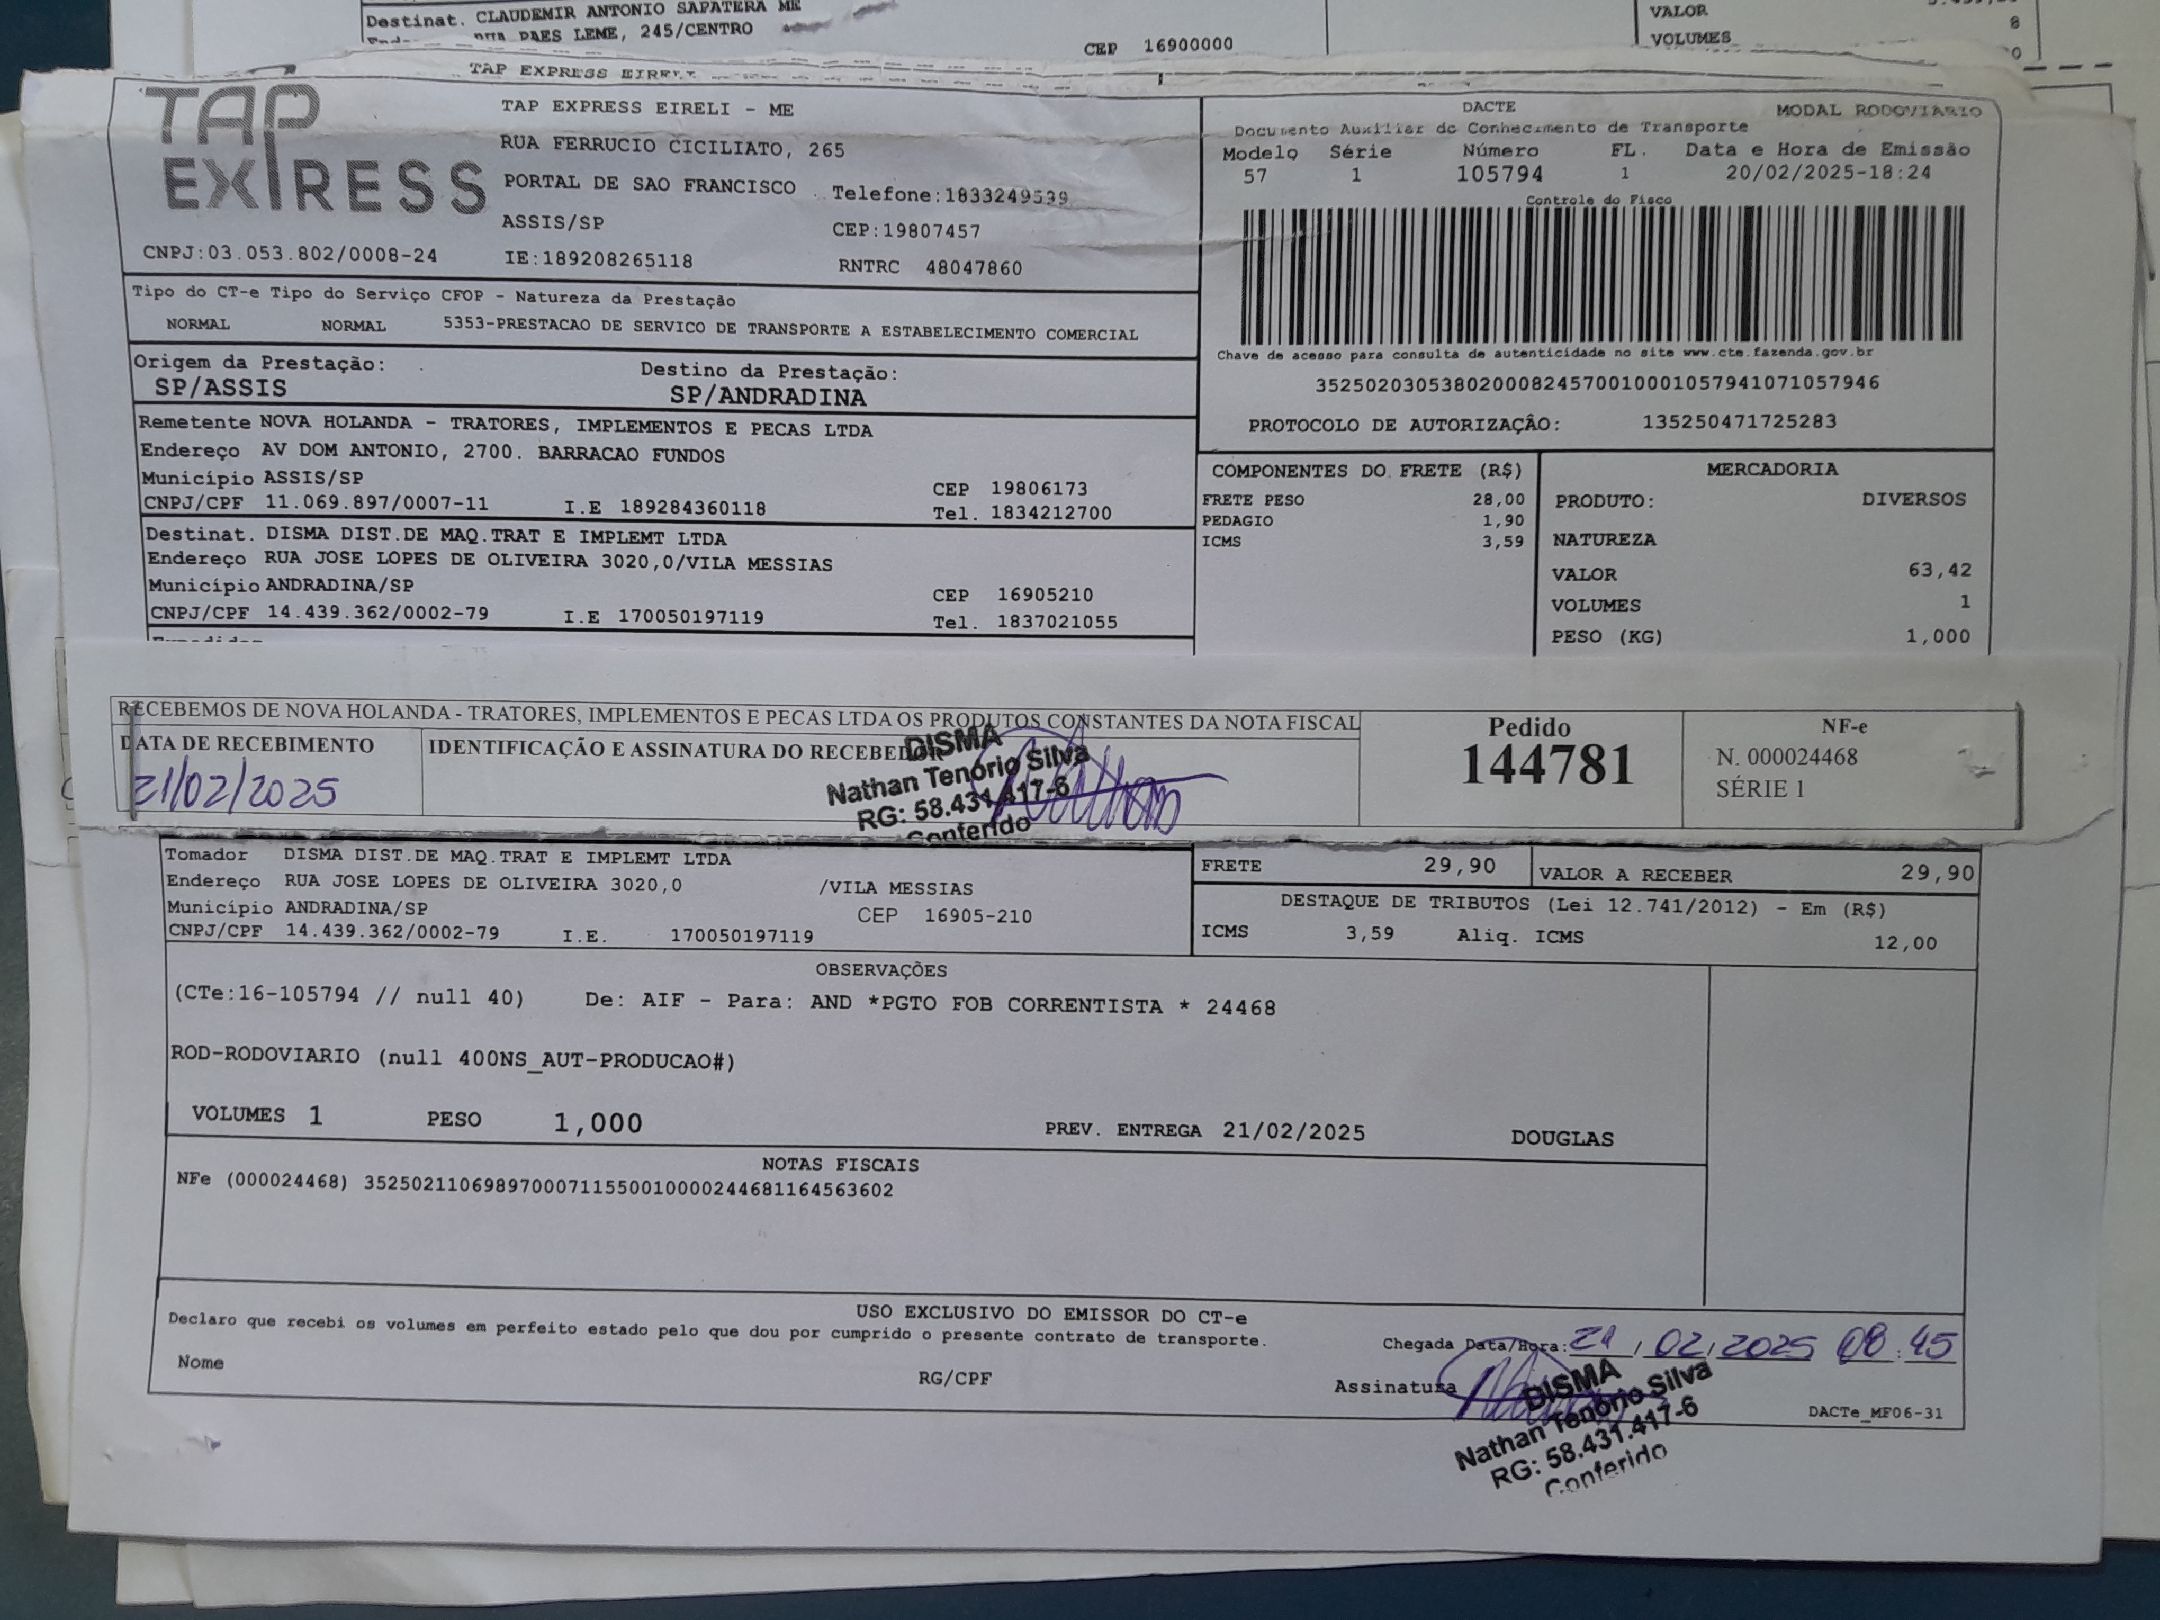 Destinat. CLAUDEMIR ANTONIO SAPATERA ME
RUA PAES LEME, 245/CENTRO
CEP 16900000
VALOR
VOLUMES 8
TAP EXPRESS EIRELI
TAP EXPRESS
TAP EXPRESS EIRELI - ME
RUA FERRUCIO CICILIATO, 265
PORTAL DE SAO FRANCISCO Telefone:1833249539
ASSIS/SP CEP:19807457
CNPJ:03.053.802/0008-24 IE:189208265118 RNTRC 48047860
DACTE MODAL RODOVIARIO
Documento Auxiliar do Conhecimento de Transporte
Modelo Série Número FL. Data e Hora de Emissão
57 1 105794 1 20/02/2025-18:24
Controle do Fisco
Chave de acesso para consulta de autenticidade no site www.cte.fazenda.gov.br
35250203053802000824570010001057941071057946
PROTOCOLO DE AUTORIZAÇÂO: 135250471725283
Tipo do CT-e Tipo do Serviço CFOP - Natureza da Prestação
NORMAL NORMAL 5353-PRESTACAO DE SERVICO DE TRANSPORTE A ESTABELECIMENTO COMERCIAL
Origem da Prestação: Destino da Prestação:
SP/ASSIS SP/ANDRADINA
Remetente NOVA HOLANDA - TRATORES, IMPLEMENTOS E PECAS LTDA
Endereço AV DOM ANTONIO, 2700. BARRACAO FUNDOS
Município ASSIS/SP CEP 19806173
CNPJ/CPF 11.069.897/0007-11 I.E 189284360118 Tel. 1834212700
Destinat. DISMA DIST.DE MAQ.TRAT E IMPLEMT LTDA
Endereço RUA JOSE LOPES DE OLIVEIRA 3020,0/VILA MESSIAS
Município ANDRADINA/SP CEP 16905210
CNPJ/CPF 14.439.362/0002-79 I.E 170050197119 Tel. 1837021055
COMPONENTES DO FRETE (R$)
FRETE PESO 28,00
PEDAGIO 1,90
ICMS 3,59
MERCADORIA
PRODUTO: DIVERSOS
NATUREZA
VALOR 63,42
VOLUMES 1
PESO (KG) 1,000
RECEBEMOS DE NOVA HOLANDA - TRATORES, IMPLEMENTOS E PECAS LTDA OS PRODUTOS CONSTANTES DA NOTA FISCAL
DATA DE RECEBIMENTO IDENTIFICAÇÃO E ASSINATURA DO RECEBEDOR
21/02/2025
DISMA
Nathan Tenório Silva
RG: 58.431.417-6
Conferido
Pedido
144781
NF-e
N. 000024468
SÉRIE 1
Tomador DISMA DIST.DE MAQ.TRAT E IMPLEMT LTDA
Endereço RUA JOSE LOPES DE OLIVEIRA 3020,0 /VILA MESSIAS
Município ANDRADINA/SP CEP 16905-210
CNPJ/CPF 14.439.362/0002-79 I.E. 170050197119
FRETE 29,90 VALOR A RECEBER 29,90
DESTAQUE DE TRIBUTOS (Lei 12.741/2012) - Em (R$)
ICMS 3,59 Aliq. ICMS 12,00
OBSERVAÇÕES
(CTe:16-105794 // null 40) De: AIF - Para: AND *PGTO FOB CORRENTISTA * 24468
ROD-RODOVIARIO (null 400NS_AUT-PRODUCAO#)
VOLUMES 1 PESO 1,000 PREV. ENTREGA 21/02/2025 DOUGLAS
NOTAS FISCAIS
NFe (000024468) 35250211069897000711550010000244681164563602
USO EXCLUSIVO DO EMISSOR DO CT-e
Declaro que recebi os volumes em perfeito estado pelo que dou por cumprido o presente contrato de transporte.
Chegada Data/Hora: 21/02/2025 08:45
Nome RG/CPF Assinatura
DISMA
Nathan Tenório Silva
RG: 58.431.417-6
Conferido
DACTe_MF06-31